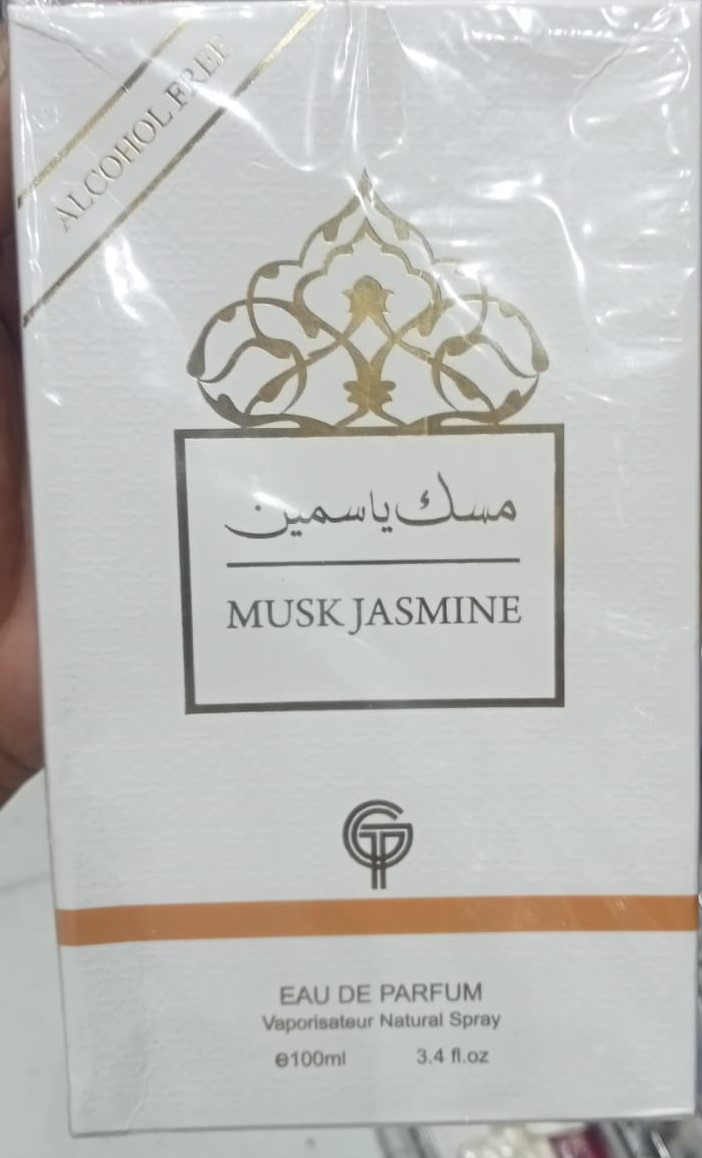 ALCOHOL FREE
مسك ياسمين
MUSK JASMINE
EAU DE PARFUM
Vaporisateur Natural Spray
℮100ml 3.4 fl.oz